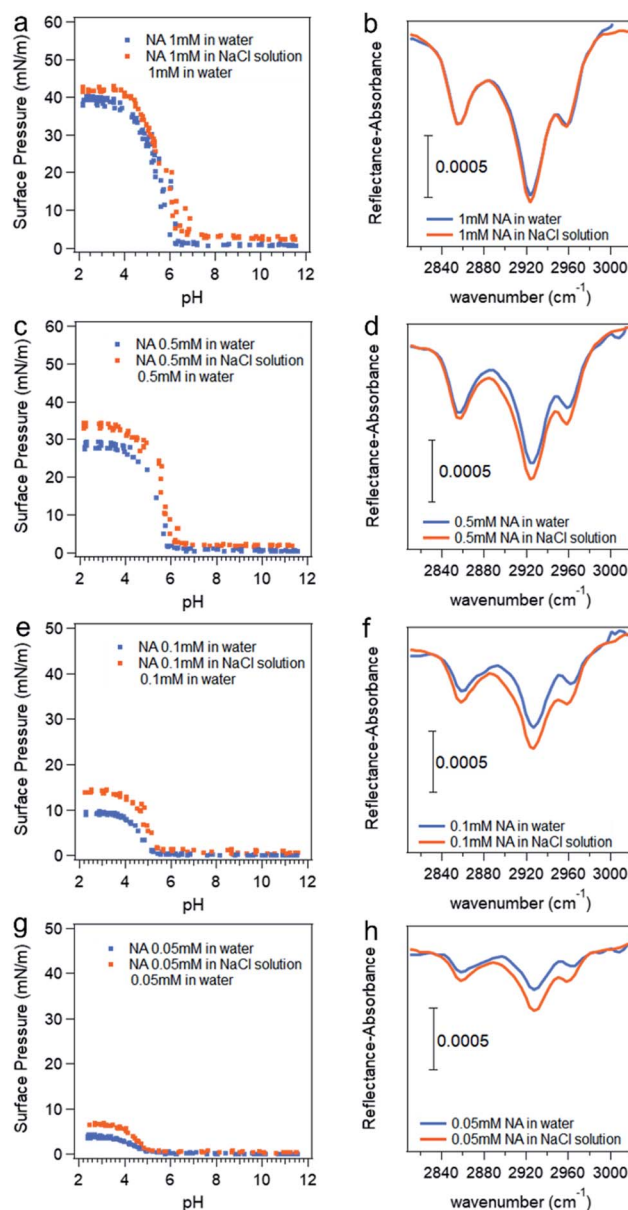 a
Surface Pressure (mN/m)
60
50
40
30
20
10
0
NA 1mM in water
NA 1mM in NaCl solution
1mM in water
2 4 6 8 10 12
pH
b
Reflectance-Absorbance
0.0005
1mM NA in water
1mM NA in NaCl solution
2840 2880 2920 2960 3000
wavenumber (cm⁻¹)
c
Surface Pressure (mN/m)
60
50
40
30
20
10
0
NA 0.5mM in water
NA 0.5mM in NaCl solution
0.5mM in water
2 4 6 8 10 12
pH
d
Reflectance-Absorbance
0.0005
0.5mM NA in water
0.5mM NA in NaCl solution
2840 2880 2920 2960 3000
wavenumber (cm⁻¹)
e
Surface Pressure (mN/m)
50
40
30
20
10
0
NA 0.1mM in water
NA 0.1mM in NaCl solution
0.1mM in water
2 4 6 8 10 12
pH
f
Reflectance-Absorbance
0.0005
0.1mM NA in water
0.1mM NA in NaCl solution
2840 2880 2920 2960 3000
wavenumber (cm⁻¹)
g
Surface Pressure (mN/m)
50
40
30
20
10
0
NA 0.05mM in water
NA 0.05mM in NaCl solution
0.05mM in water
2 4 6 8 10 12
pH
h
Reflectance-Absorbance
0.0005
0.05mM NA in water
0.05mM NA in NaCl solution
2840 2880 2920 2960 3000
wavenumber (cm⁻¹)